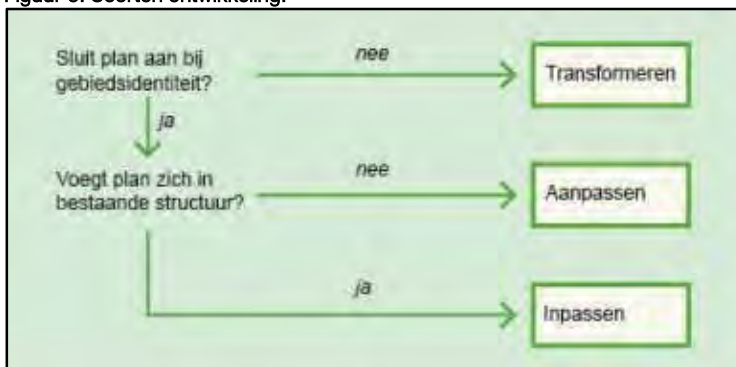 Figuur 3: Soorten ontwikkeling.
Sluit plan aan bij
gebiedsidentiteit?
nee
Transformeren
ja
Voegt plan zich in
bestaande structuur?
nee
Aanpassen
ja
Inpassen